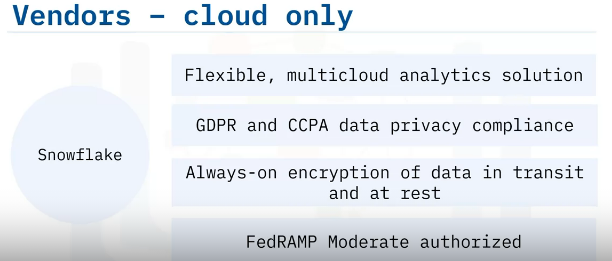 Vendors – cloud only
Flexible, multicloud analytics solution
GDPR and CCPA data privacy compliance
Snowflake
Always-on encryption of data in transit
and at rest
FedRAMP Moderate authorized